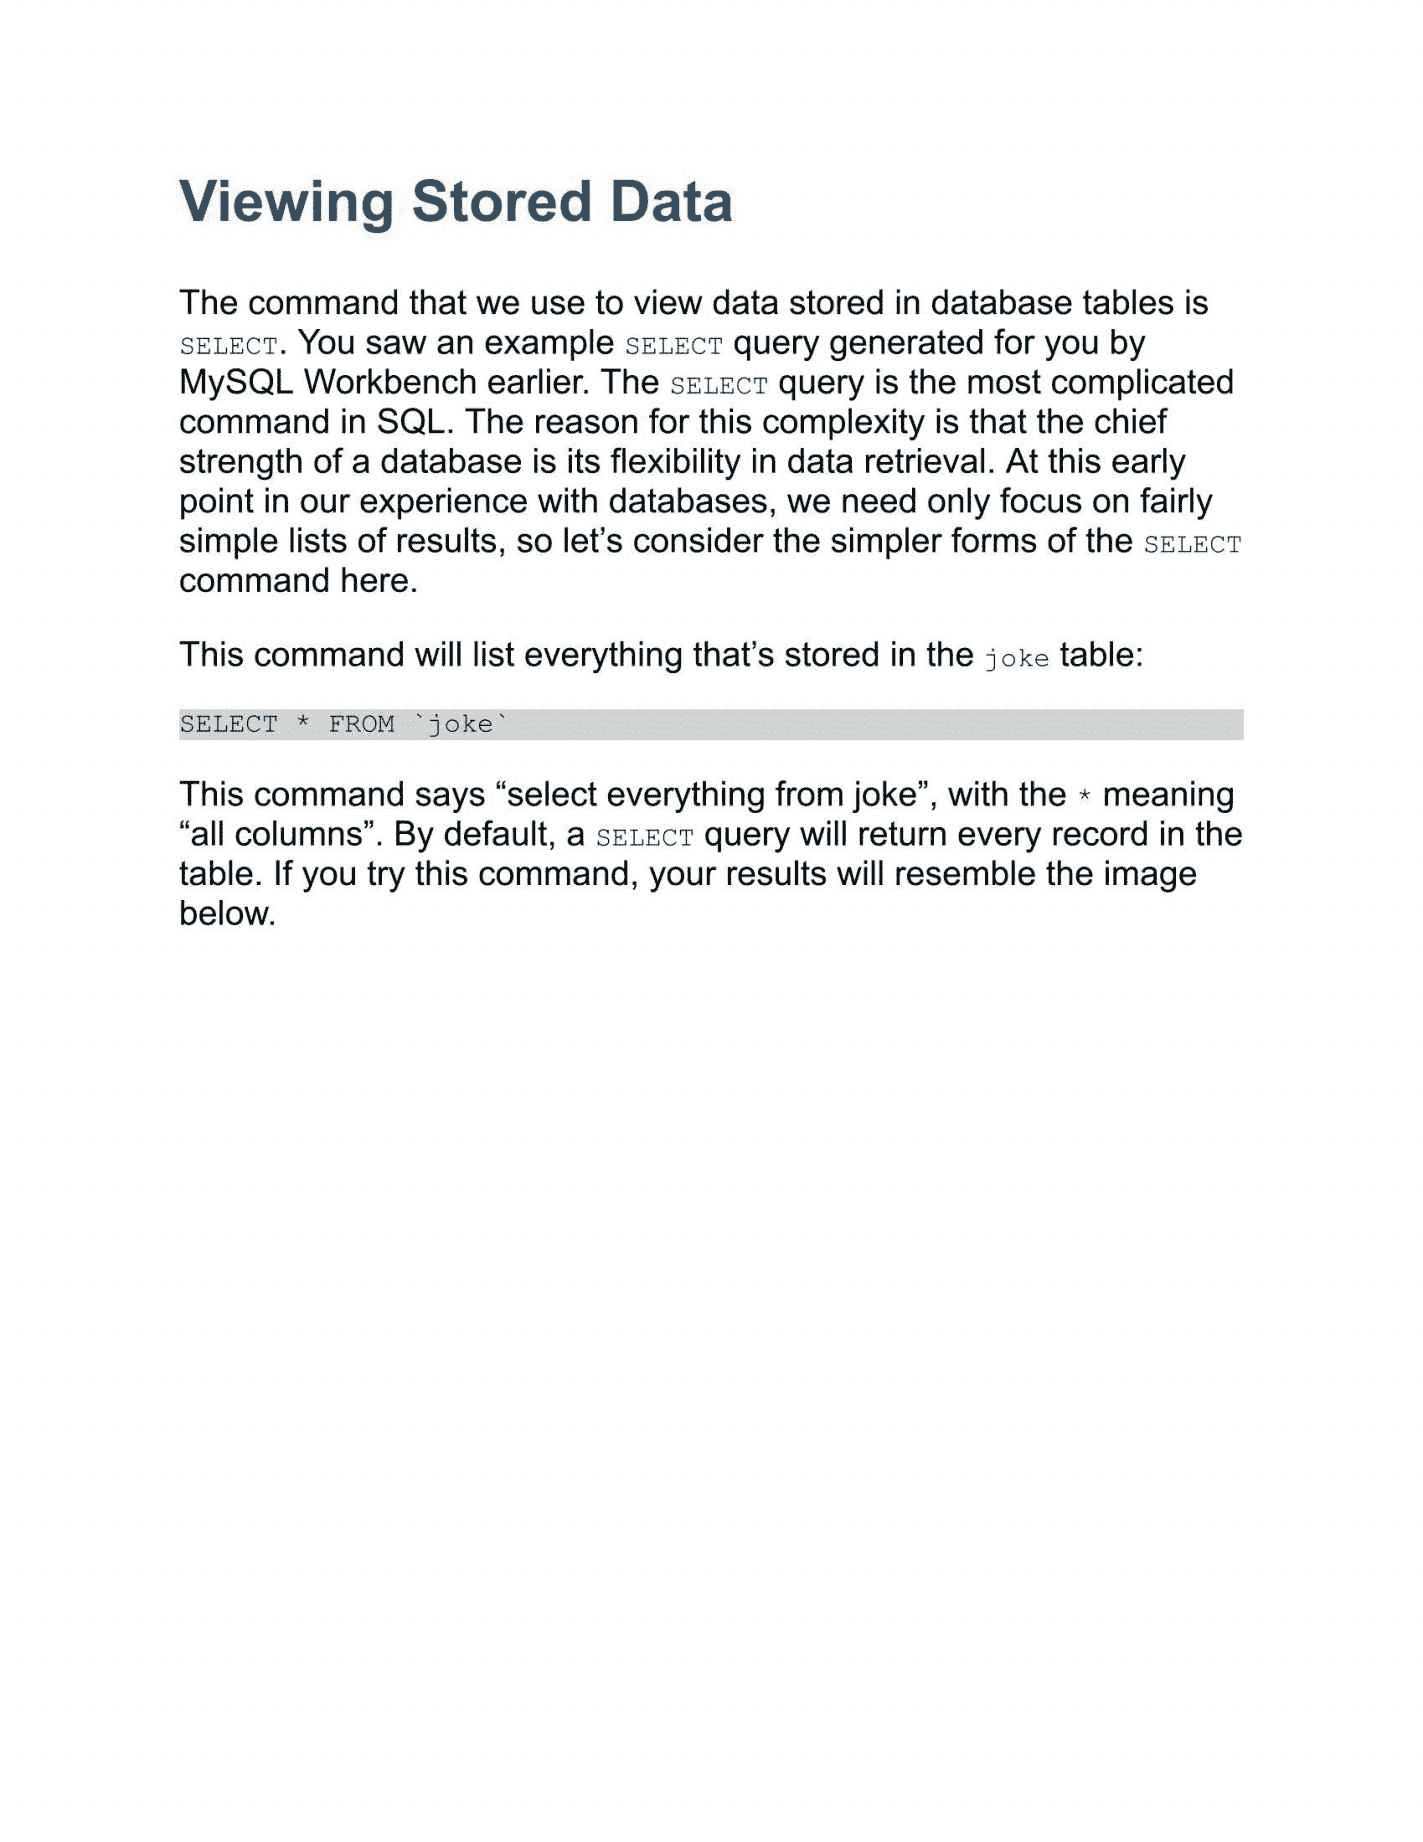 Viewing Stored Data
The command that we use to view data stored in database tables is
SELECT. You saw an example SELECT query generated for you by
MySQL Workbench earlier. The SELECT query is the most complicated
command in SQL. The reason for this complexity is that the chief
strength of a database is its flexibility in data retrieval. At this early
point in our experience with databases, we need only focus on fairly
simple lists of results, so let’s consider the simpler forms of the SELECT
command here.
This command will list everything that’s stored in the joke table:
SELECT * FROM `joke`
This command says “select everything from joke”, with the * meaning
“all columns”. By default, a SELECT query will return every record in the
table. If you try this command, your results will resemble the image
below.